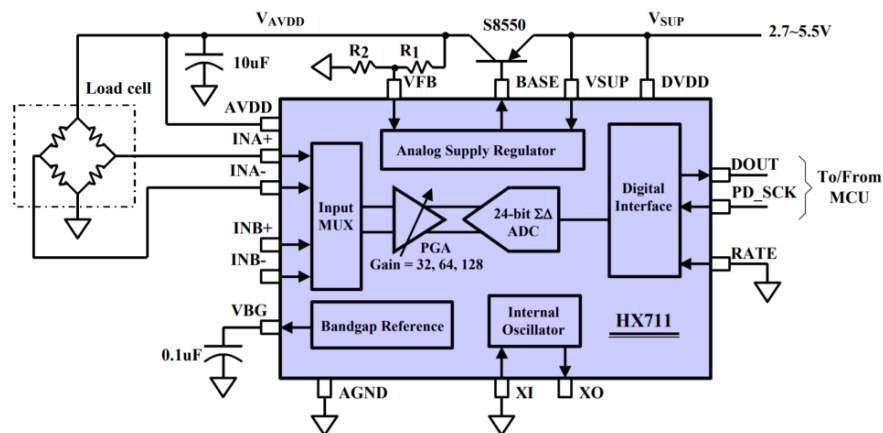 V_AVDD
S8550
V_SUP
2.7~5.5V
R2
R1
10uF
VFB
BASE
VSUP
DVDD
Load cell
AVDD
INA+
INA-
INB+
INB-
Analog Supply Regulator
Input
MUX
PGA
Gain = 32, 64, 128
24-bit ΣΔ
ADC
Digital
Interface
DOUT
PD_SCK
To/From
MCU
RATE
VBG
0.1uF
Bandgap Reference
Internal
Oscillator
HX711
AGND
XI
XO